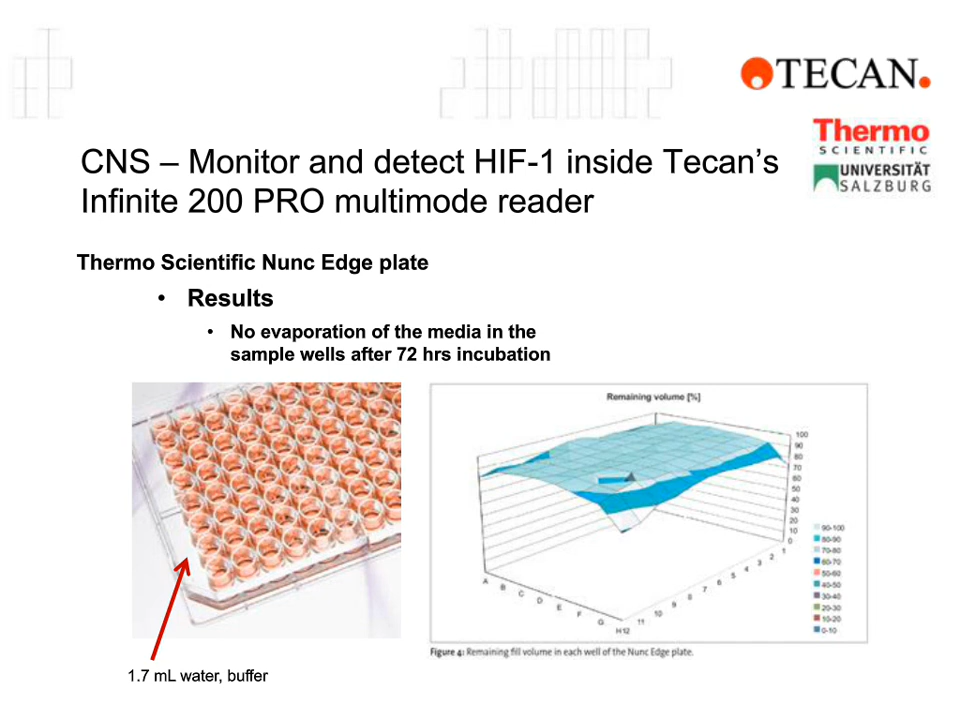 TECAN.
Thermo
SCIENTIFIC
UNIVERSITÄT
SALZBURG
CNS – Monitor and detect HIF-1 inside Tecan’s
Infinite 200 PRO multimode reader
Thermo Scientific Nunc Edge plate
• Results
• No evaporation of the media in the
sample wells after 72 hrs incubation
Remaining volume [%]
100
90
80
70
60
50
40
30
20
10
0
A
B
C
D
E
F
G
H12
11
10
9
8
7
6
5
4
3
2
1
90-100
80-90
70-80
60-70
50-60
40-50
30-40
20-30
10-20
0-10
Figure 4: Remaining fill volume in each well of the Nunc Edge plate.
1.7 mL water, buffer